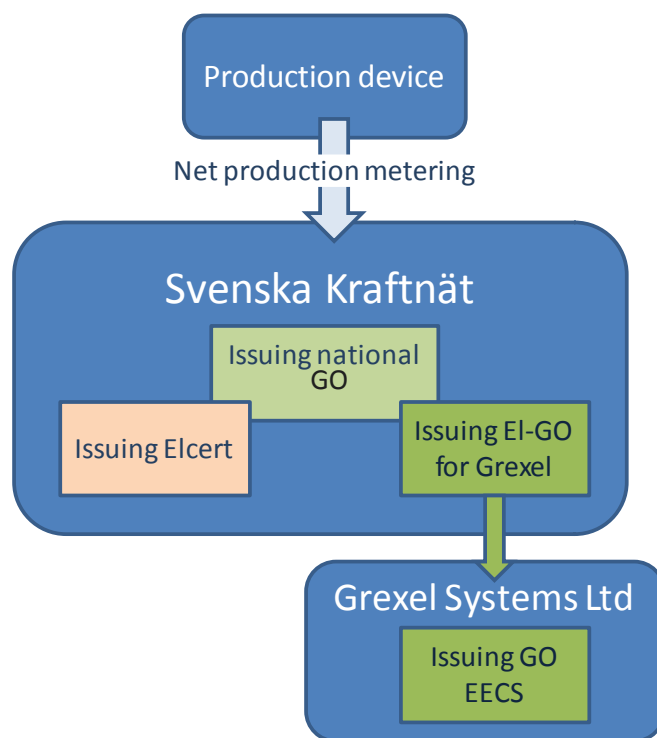 Production device
Net production metering
Svenska Kraftnät
Issuing national
GO
Issuing Elcert
Issuing El-GO
for Grexel
Grexel Systems Ltd
Issuing GO
EECS